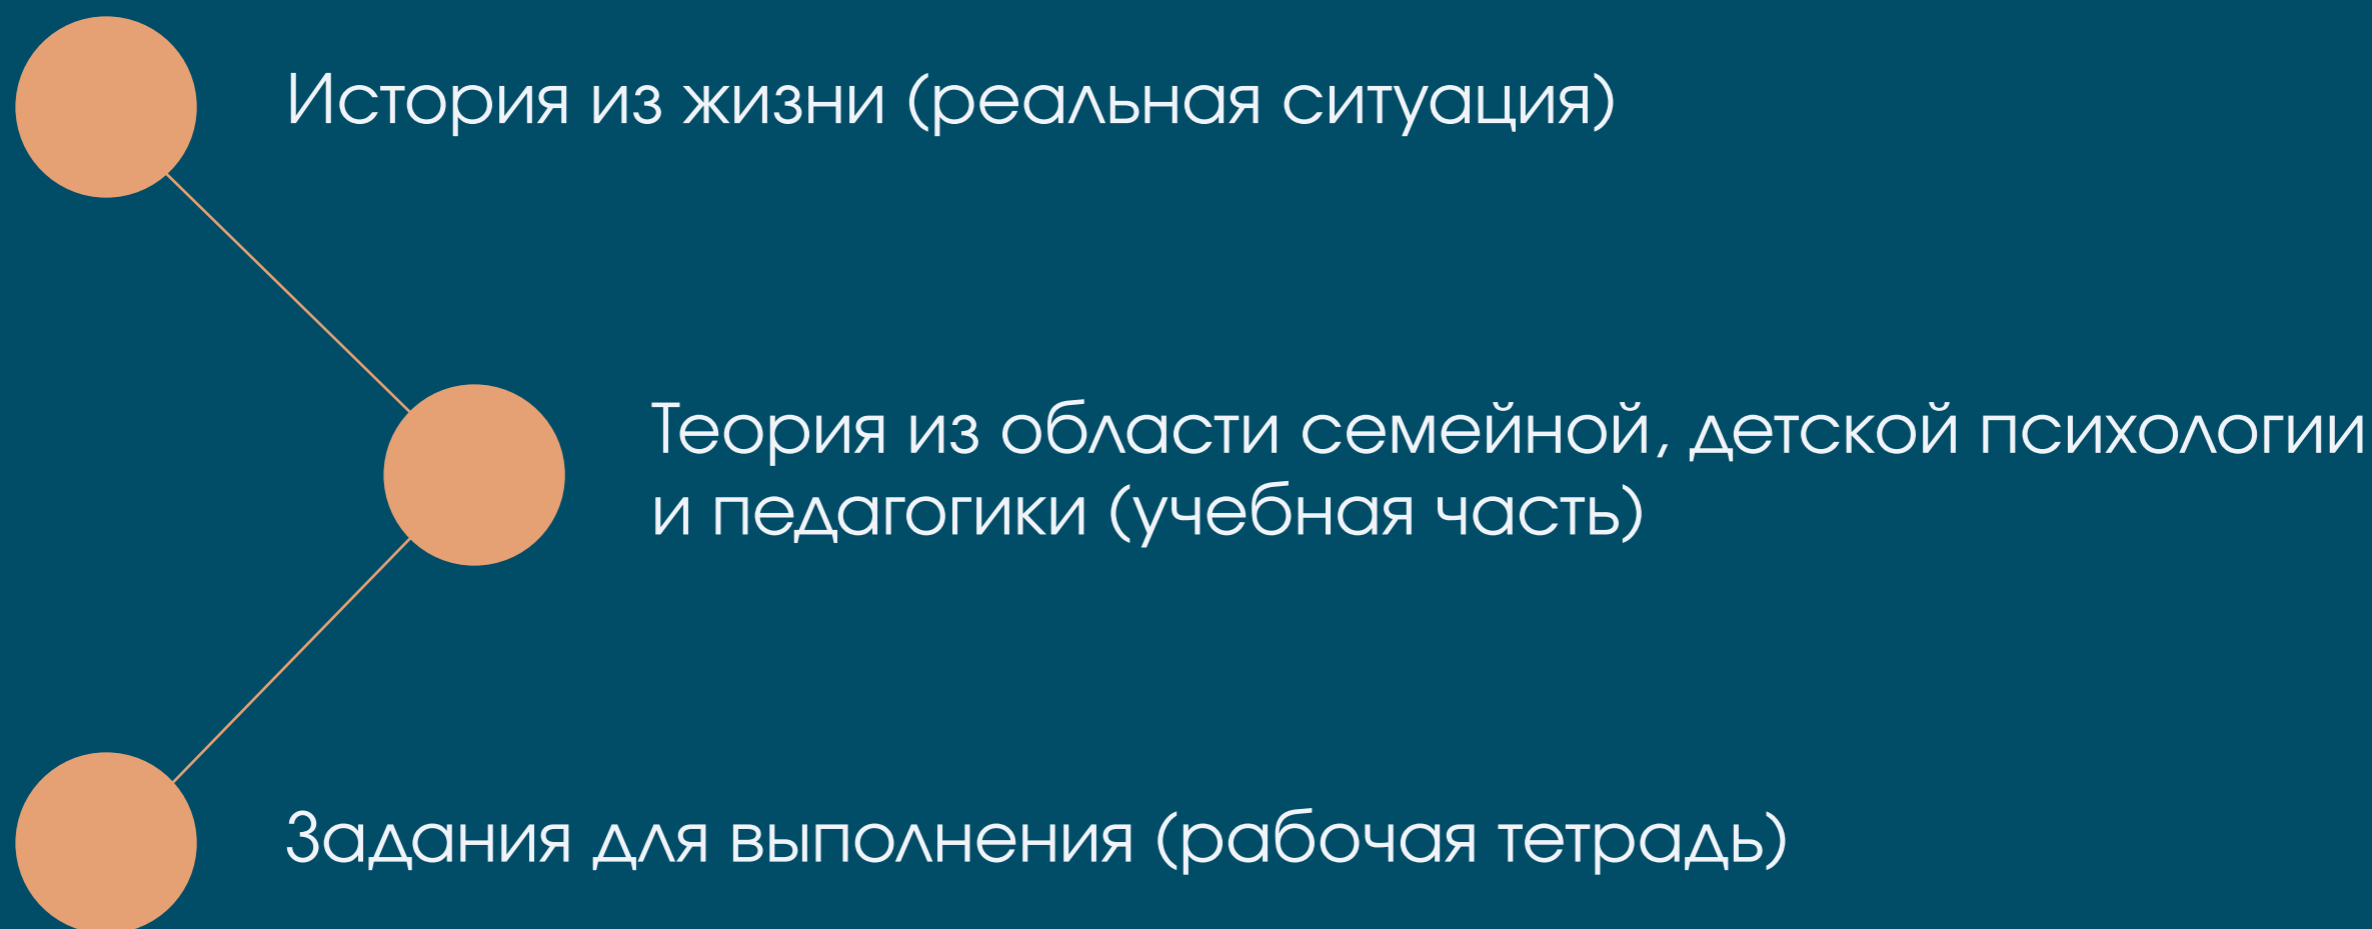 История из жизни (реальная ситуация)
Теория из области семейной, детской психологии
и педагогики (учебная часть)
Задания для выполнения (рабочая тетрадь)